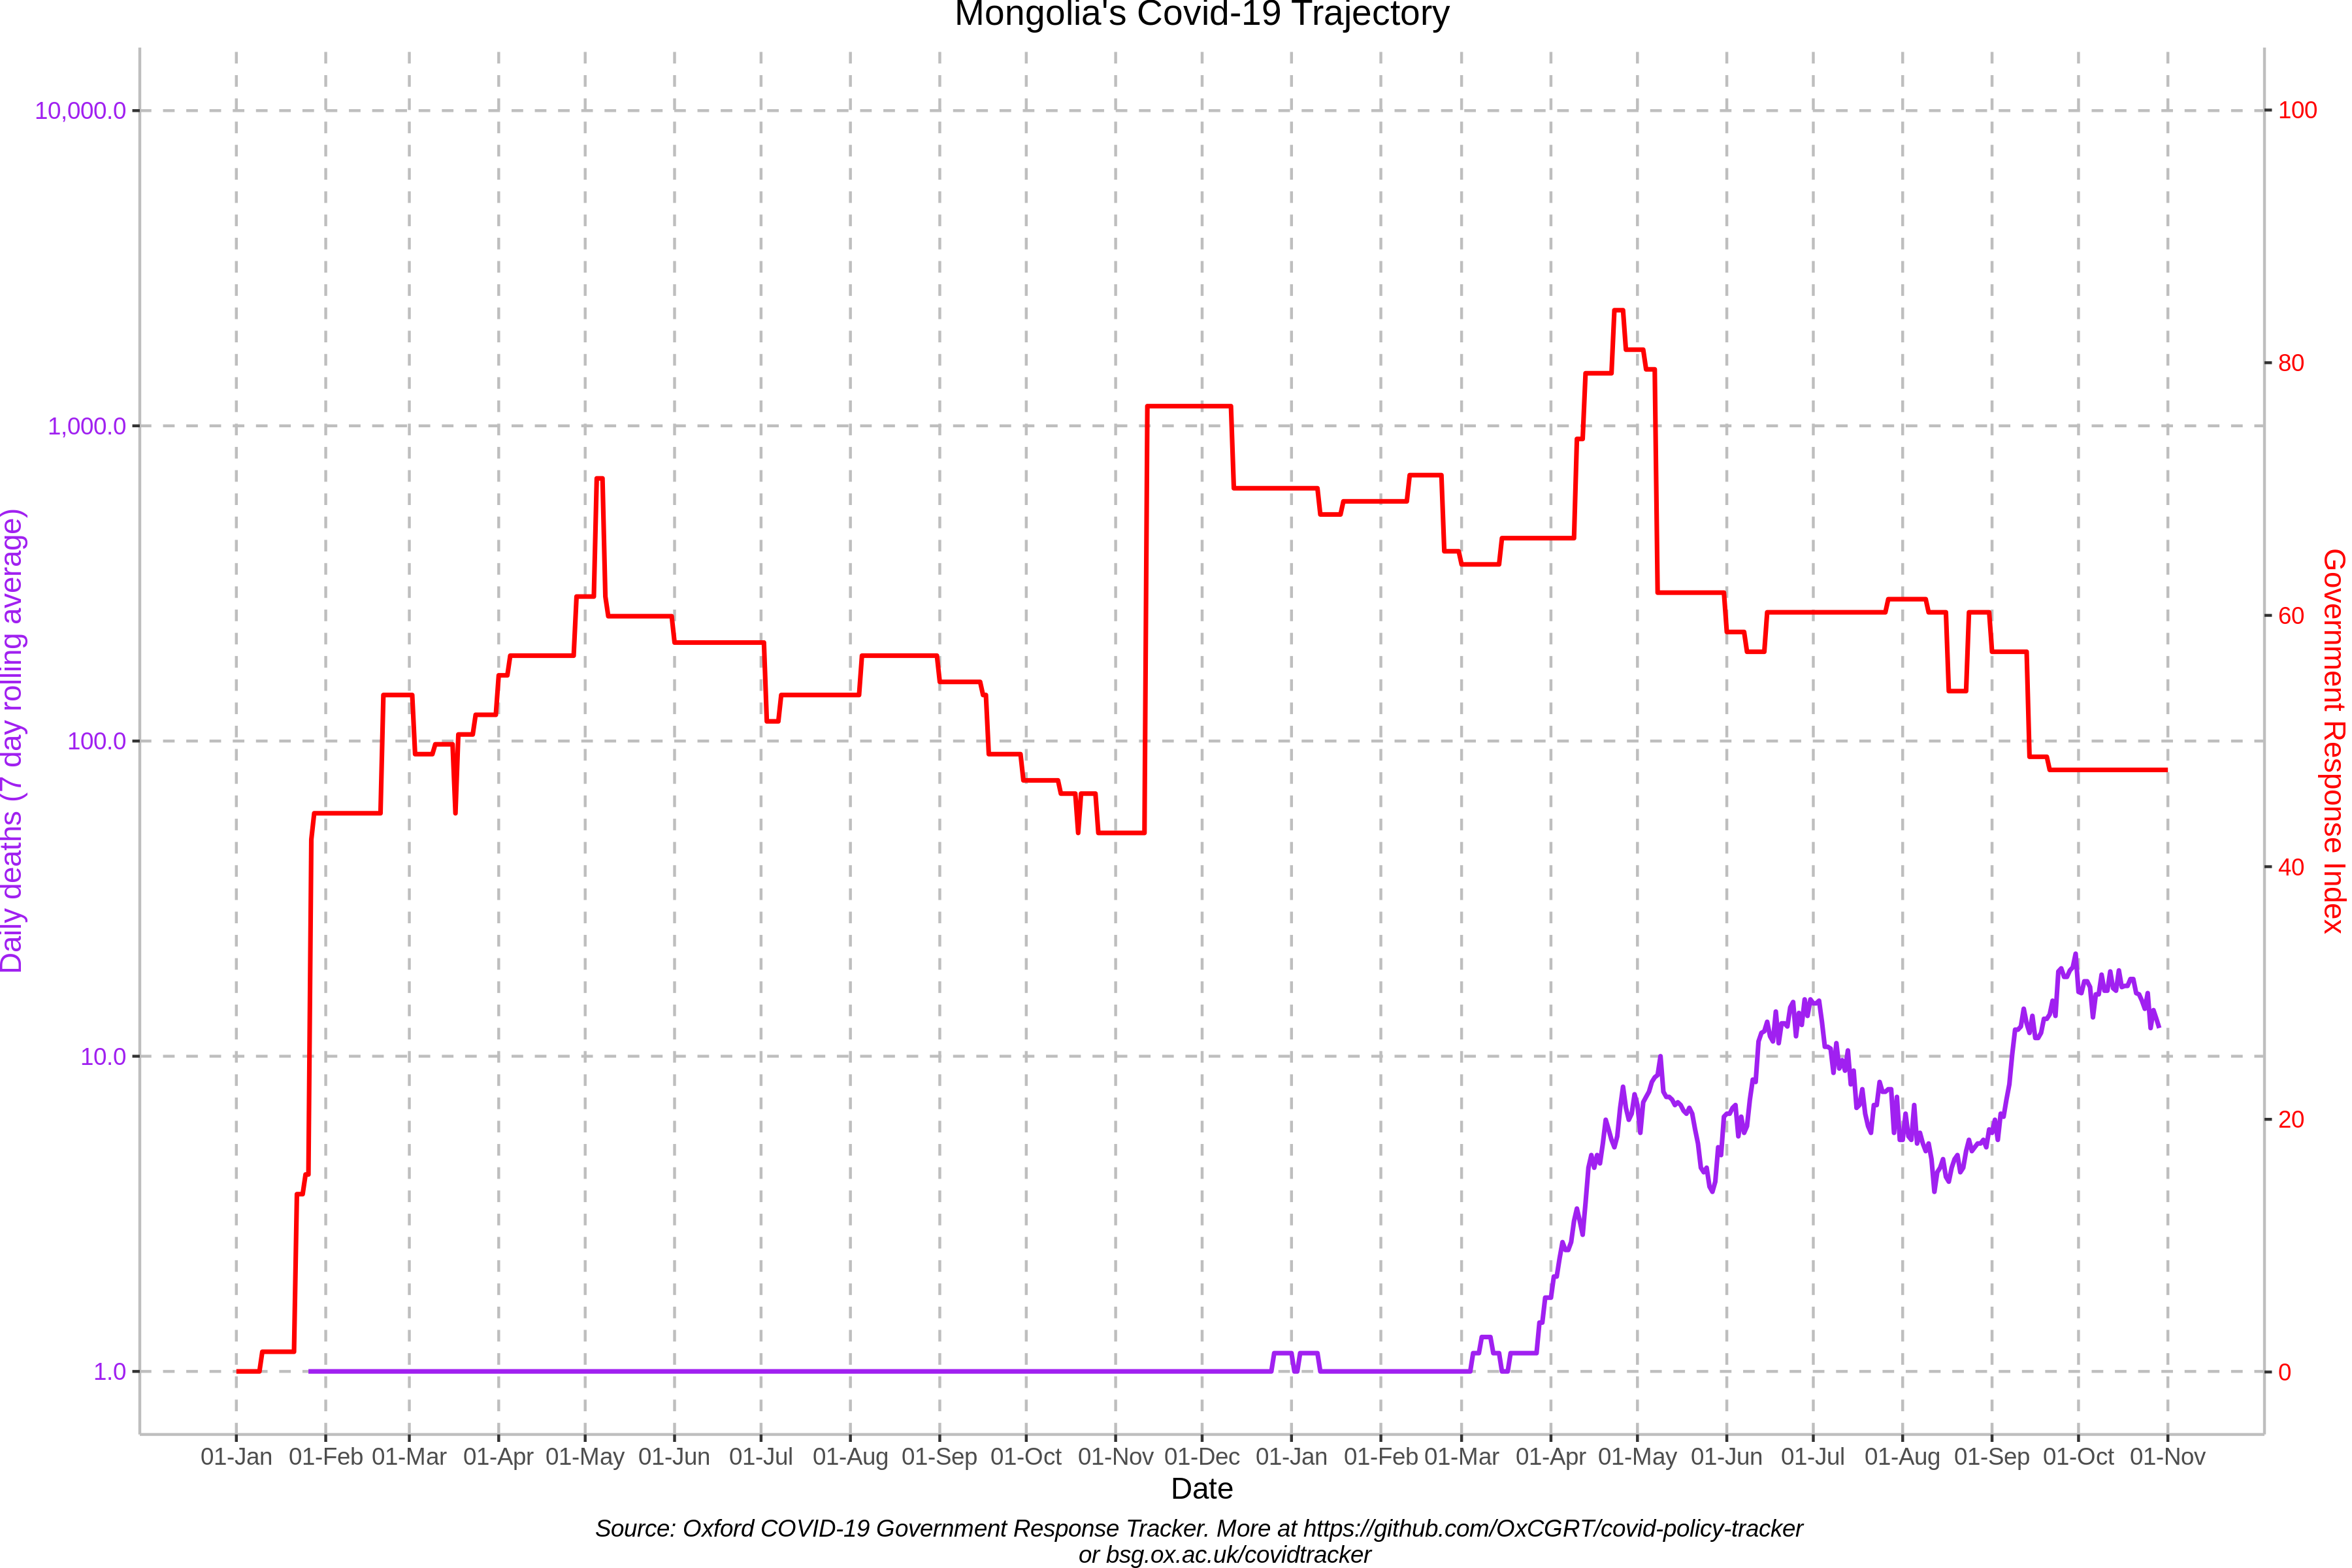 Mongolia's Covid-19 Trajectory
10,000.0
1,000.0
100.0
10.0
1.0
Daily deaths (7 day rolling average)
100
80
60
40
20
0
Government Response Index
01-Jan 01-Feb 01-Mar 01-Apr 01-May 01-Jun 01-Jul 01-Aug 01-Sep 01-Oct 01-Nov 01-Dec 01-Jan 01-Feb 01-Mar 01-Apr 01-May 01-Jun 01-Jul 01-Aug 01-Sep 01-Oct 01-Nov
Date
Source: Oxford COVID-19 Government Response Tracker. More at https://github.com/OxCGRT/covid-policy-tracker
or bsg.ox.ac.uk/covidtracker